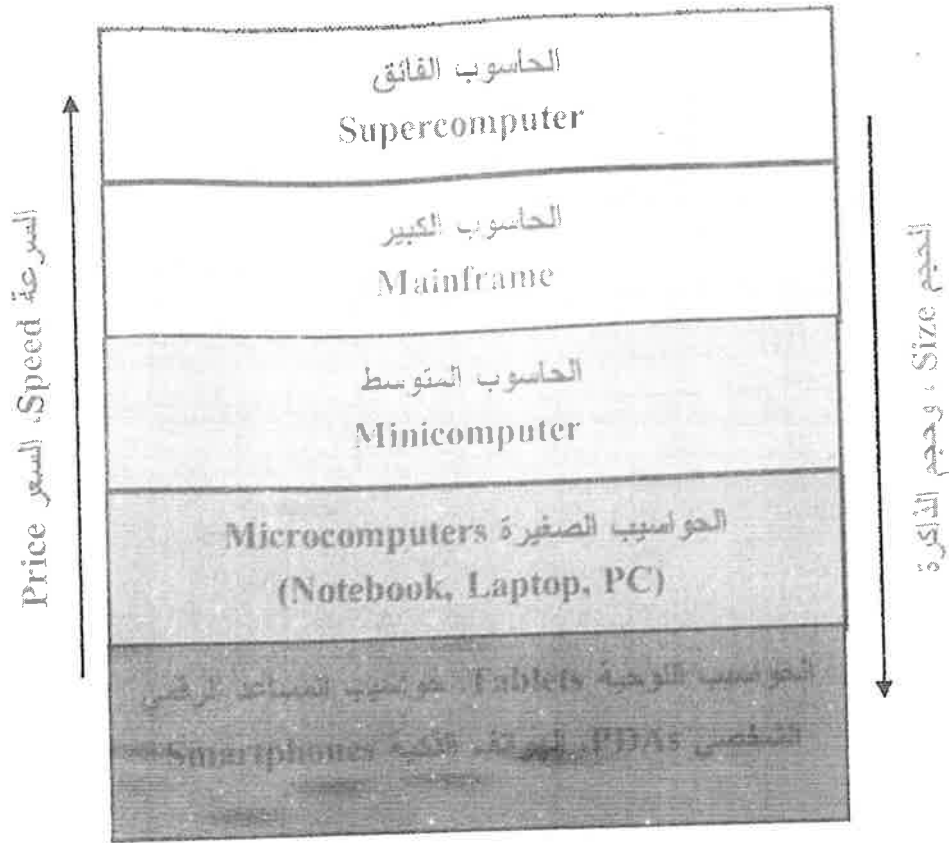 الحاسوب الفائق
Supercomputer
الحاسوب الكبير
Mainframe
الحاسوب المتوسط
Minicomputer
الحواسيب الصغيرة Microcomputers
(Notebook, Laptop, PC)
الحواسيب اللوحية Tablets، حواسيب المساعد الرقمي
الشخصي PDAs، الهواتف الذكية Smartphones
السرعة Speed، السعر Price
الحجم Size، وحجم الذاكرة